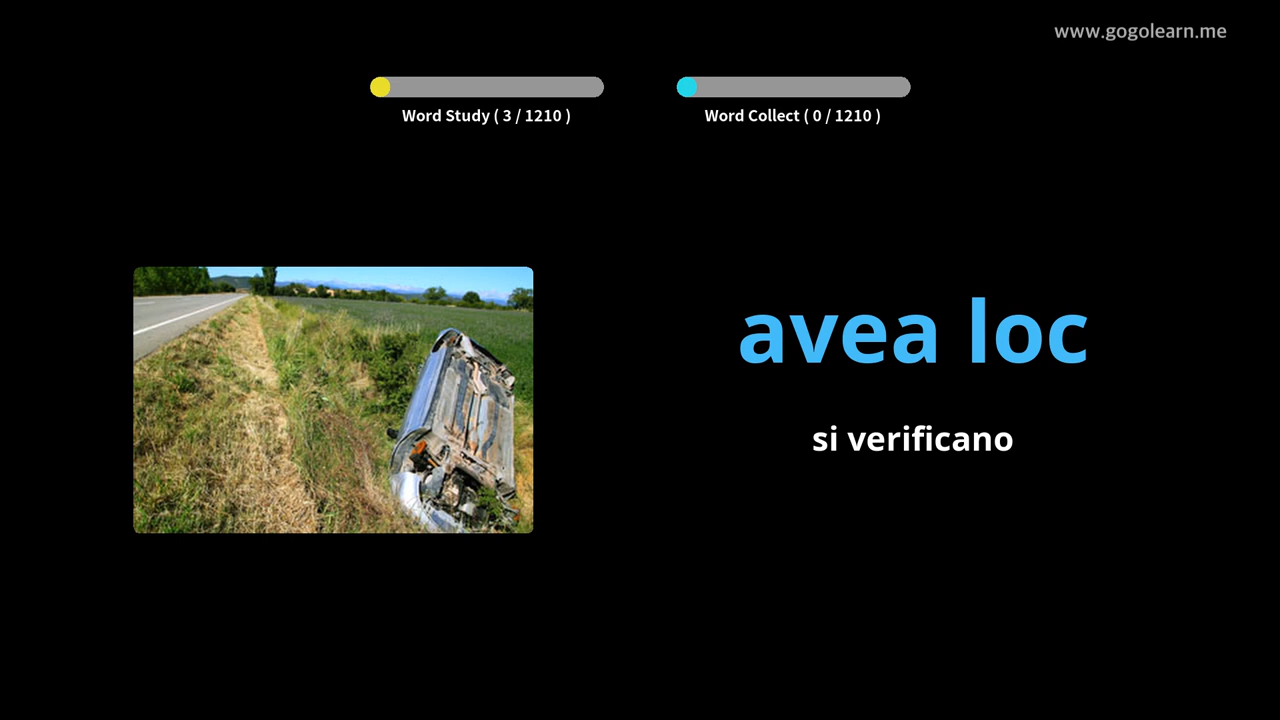 www.gogolearn.me
Word Study ( 3 / 1210 )
Word Collect ( 0 / 1210 )
avea loc
si verificano